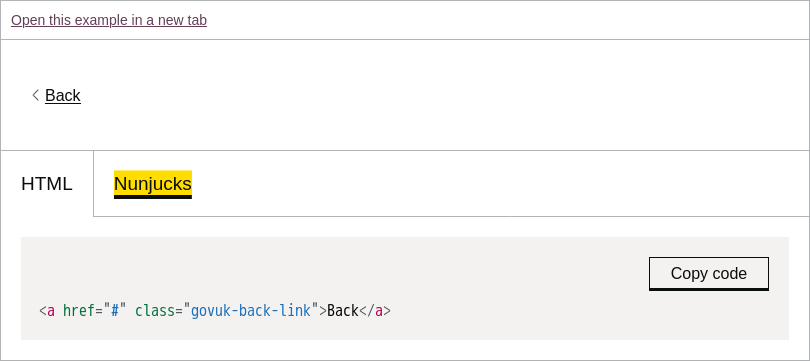 Open this example in a new tab
Back
HTML Nunjucks
Copy code
<a href="#" class="govuk-back-link">Back</a>